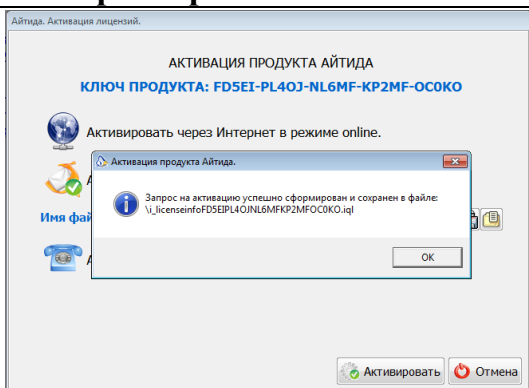 Айтида. Активация лицензий.
АКТИВАЦИЯ ПРОДУКТА АЙТИДА
КЛЮЧ ПРОДУКТА: FD5EI-PL4OJ-NL6MF-KP2MF-OC0KO
Активировать через Интернет в режиме online.
Активация продукта Айтида.
Запрос на активацию успешно сформирован и сохранен в файле:
\i_licenseinfoFD5EIPL4OJNL6MFKP2MFOC0KO.iql
Имя
OK
Активировать
Отмена